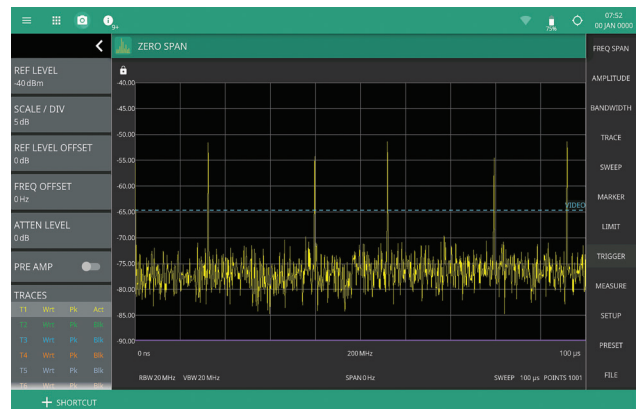 9+
75%
07:52
00 JAN 0000
ZERO SPAN
REF LEVEL
-40 dBm
SCALE / DIV
5 dB
REF LEVEL OFFSET
0 dB
FREQ OFFSET
0 Hz
ATTEN LEVEL
0 dB
PRE AMP
TRACES
T1 Wrt Pk Act
T2 Wrt Pk Blk
T3 Wrt Pk Blk
T4 Wrt Pk Blk
T5 Wrt Pk Blk
T6 Wrt Pk Blk
+ SHORTCUT
-40.00
-45.00
-50.00
-55.00
-60.00
-65.00
-70.00
-75.00
-80.00
-85.00
-90.00
VIDEO
0 ns 200 MHz 100 µs
RBW 20 MHz VBW 20 MHz SPAN 0 Hz SWEEP 100 µs POINTS 1001
FREQ SPAN
AMPLITUDE
BANDWIDTH
TRACE
SWEEP
MARKER
LIMIT
TRIGGER
MEASURE
SETUP
PRESET
FILE